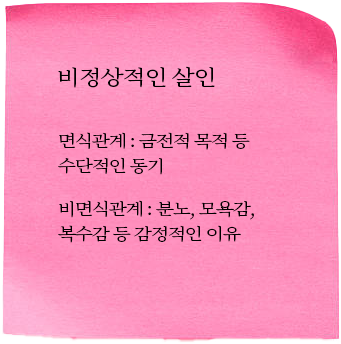 비정상적인 살인
면식관계 : 금전적 목적 등
수단적인 동기
비면식관계 : 분노, 모욕감,
복수감 등 감정적인 이유